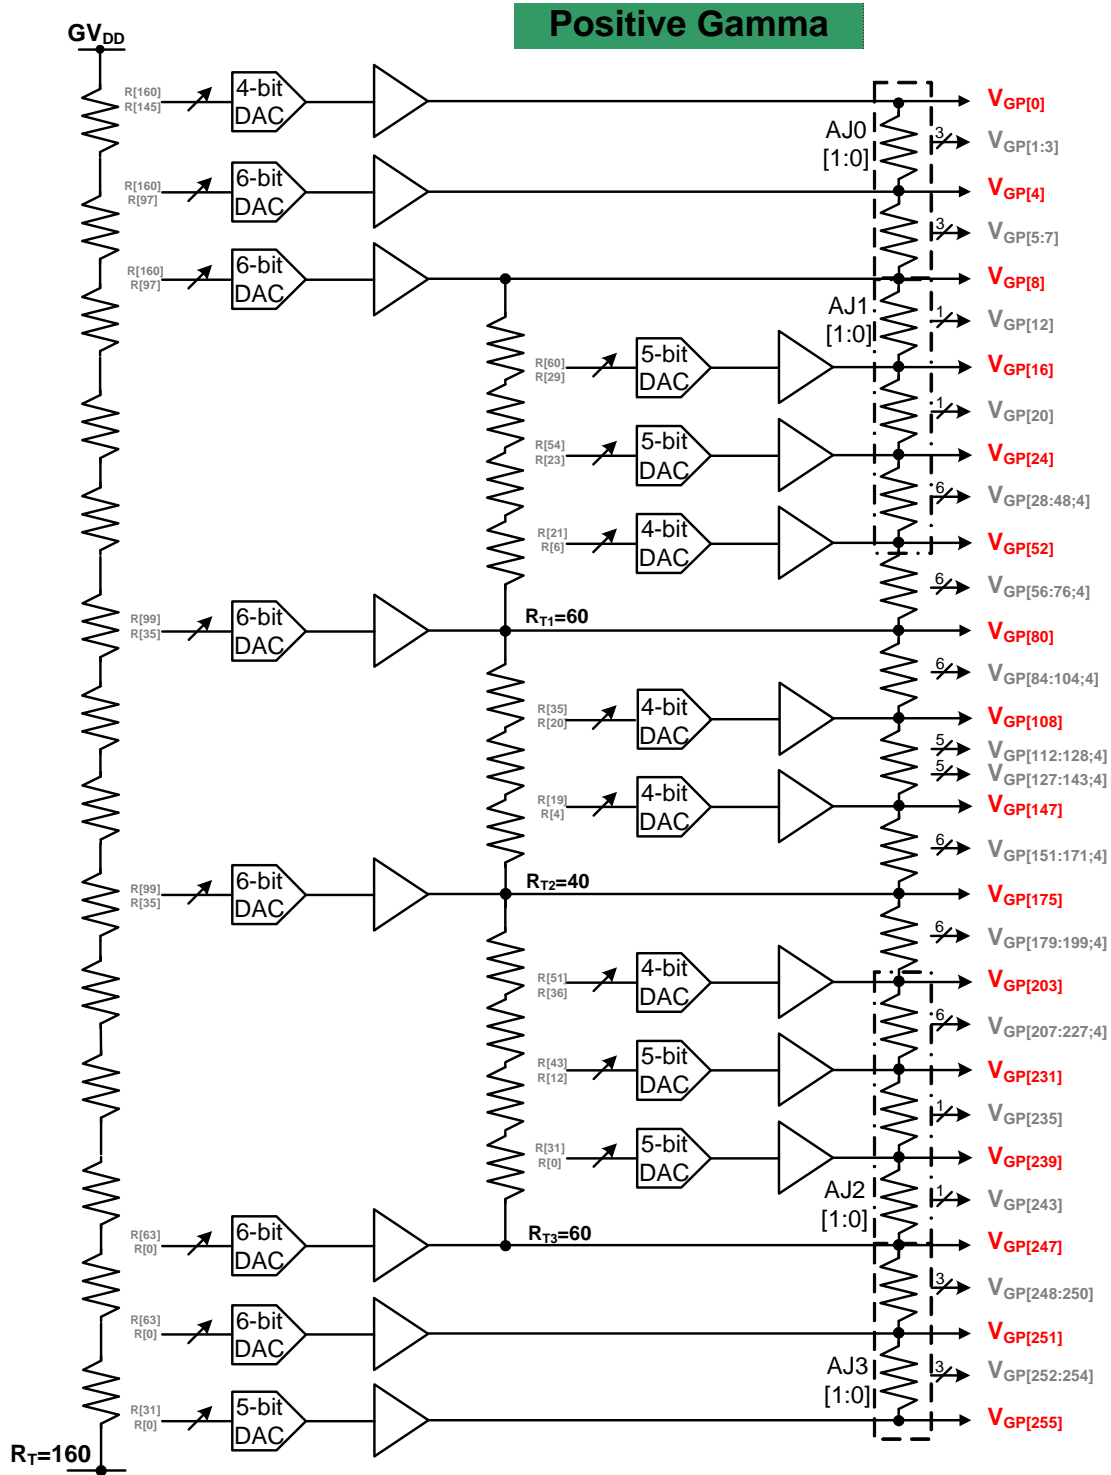 Positive Gamma
GVDD
R[160]
R[145]
4-bit
DAC
VGP[0]
AJ0
[1:0]
3
VGP[1:3]
R[160]
R[97]
6-bit
DAC
VGP[4]
3
VGP[5:7]
R[160]
R[97]
6-bit
DAC
VGP[8]
AJ1
[1:0]
1
VGP[12]
R[60]
R[29]
5-bit
DAC
VGP[16]
1
VGP[20]
R[54]
R[23]
5-bit
DAC
VGP[24]
6
VGP[28:48;4]
R[21]
R[6]
4-bit
DAC
VGP[52]
6
VGP[56:76;4]
R[99]
R[35]
6-bit
DAC
RT1=60
VGP[80]
6
VGP[84:104;4]
R[35]
R[20]
4-bit
DAC
VGP[108]
5
VGP[112:128;4]
5
VGP[127:143;4]
R[19]
R[4]
4-bit
DAC
VGP[147]
6
VGP[151:171;4]
R[99]
R[35]
6-bit
DAC
RT2=40
VGP[175]
6
VGP[179:199;4]
R[51]
R[36]
4-bit
DAC
VGP[203]
6
VGP[207:227;4]
R[43]
R[12]
5-bit
DAC
VGP[231]
1
VGP[235]
R[31]
R[0]
5-bit
DAC
VGP[239]
AJ2
[1:0]
1
VGP[243]
R[63]
R[0]
6-bit
DAC
RT3=60
VGP[247]
3
VGP[248:250]
R[63]
R[0]
6-bit
DAC
VGP[251]
AJ3
[1:0]
3
VGP[252:254]
R[31]
R[0]
5-bit
DAC
VGP[255]
RT=160